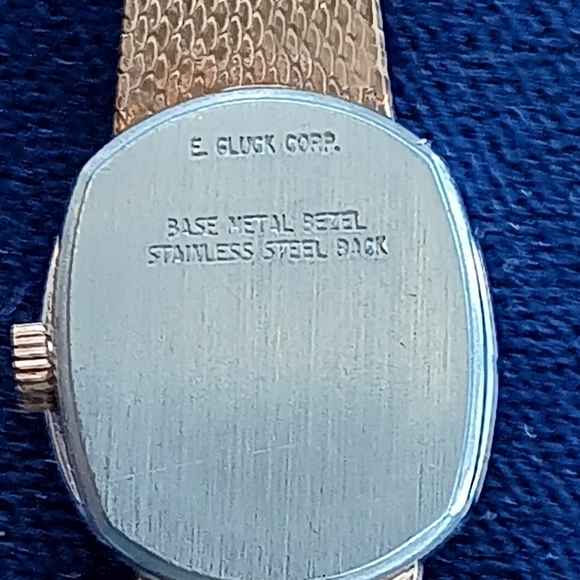 E. GLUCK CORP.
BASE METAL BEZEL
STAINLESS STEEL BACK